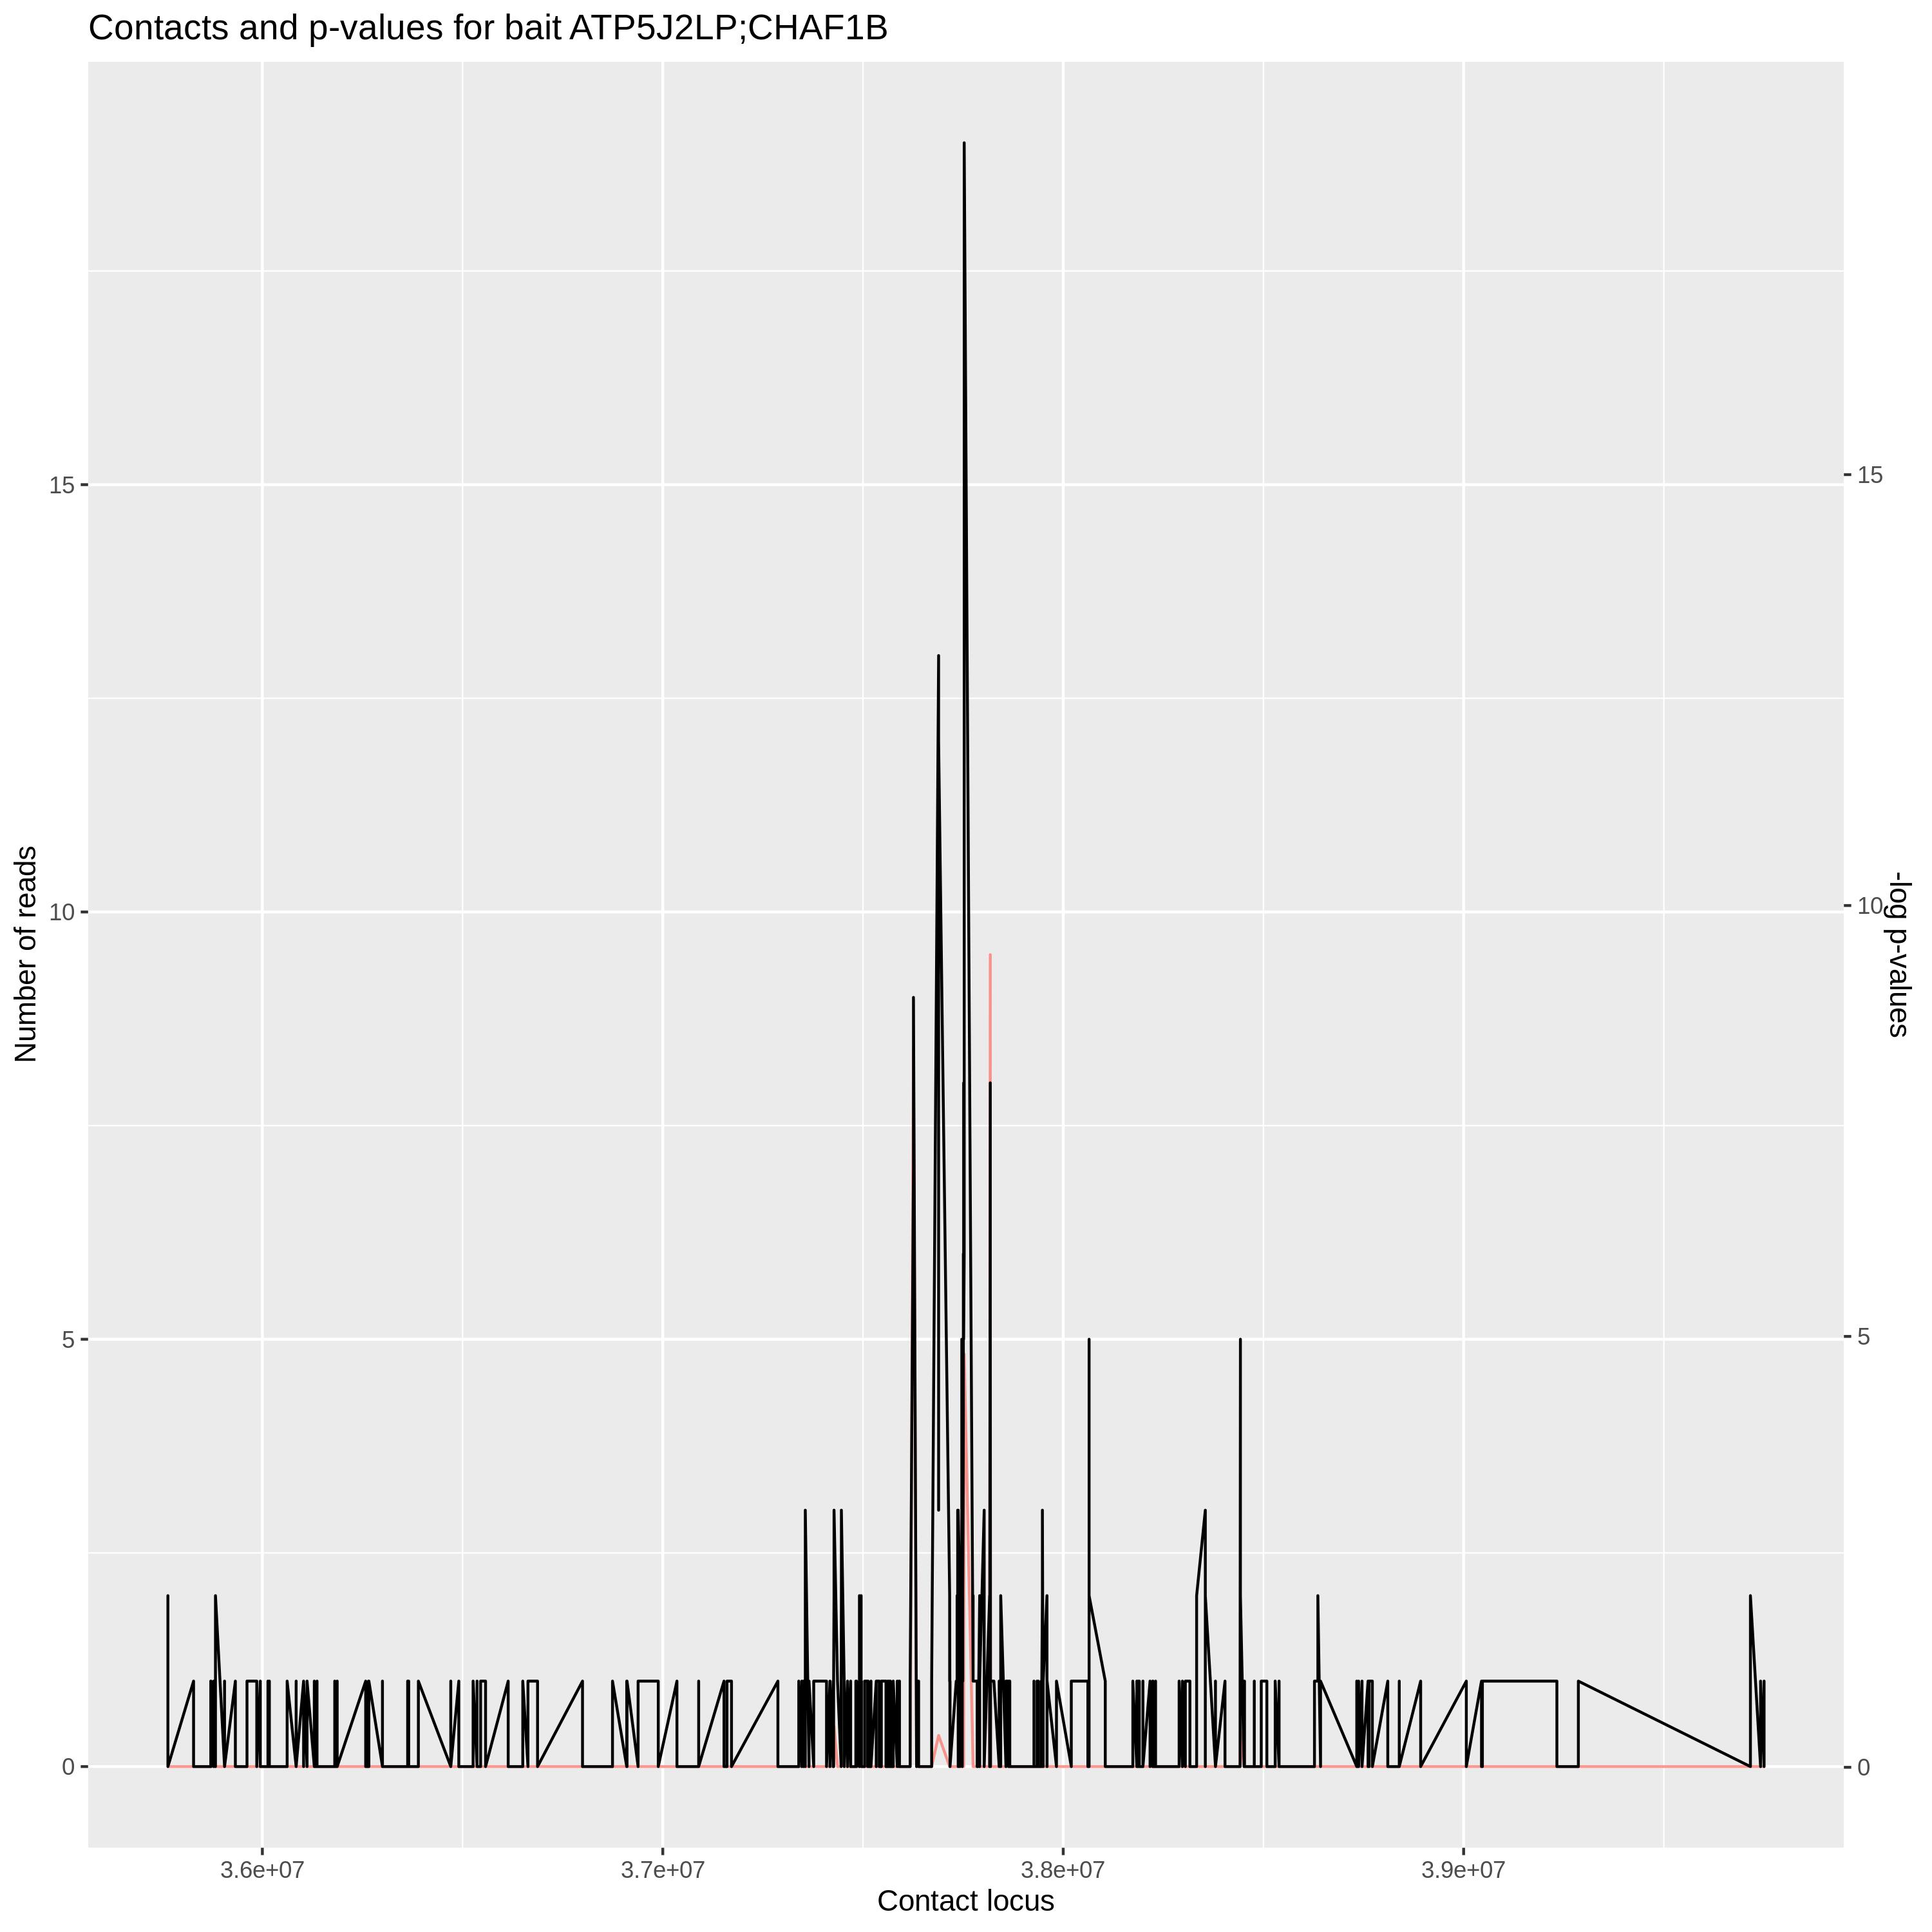 Contacts and p-values for bait ATP5J2LP;CHAF1B
Number of reads
15
10
5
0
15
10
5
0
-log p-values
3.6e+07 3.7e+07 3.8e+07 3.9e+07
Contact locus